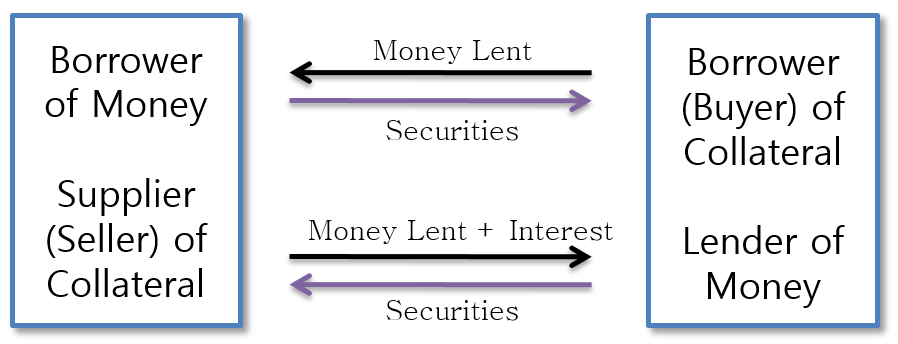 Borrower
of Money
Supplier
(Seller) of
Collateral
Money Lent
Securities
Money Lent + Interest
Securities
Borrower
(Buyer) of
Collateral
Lender of
Money